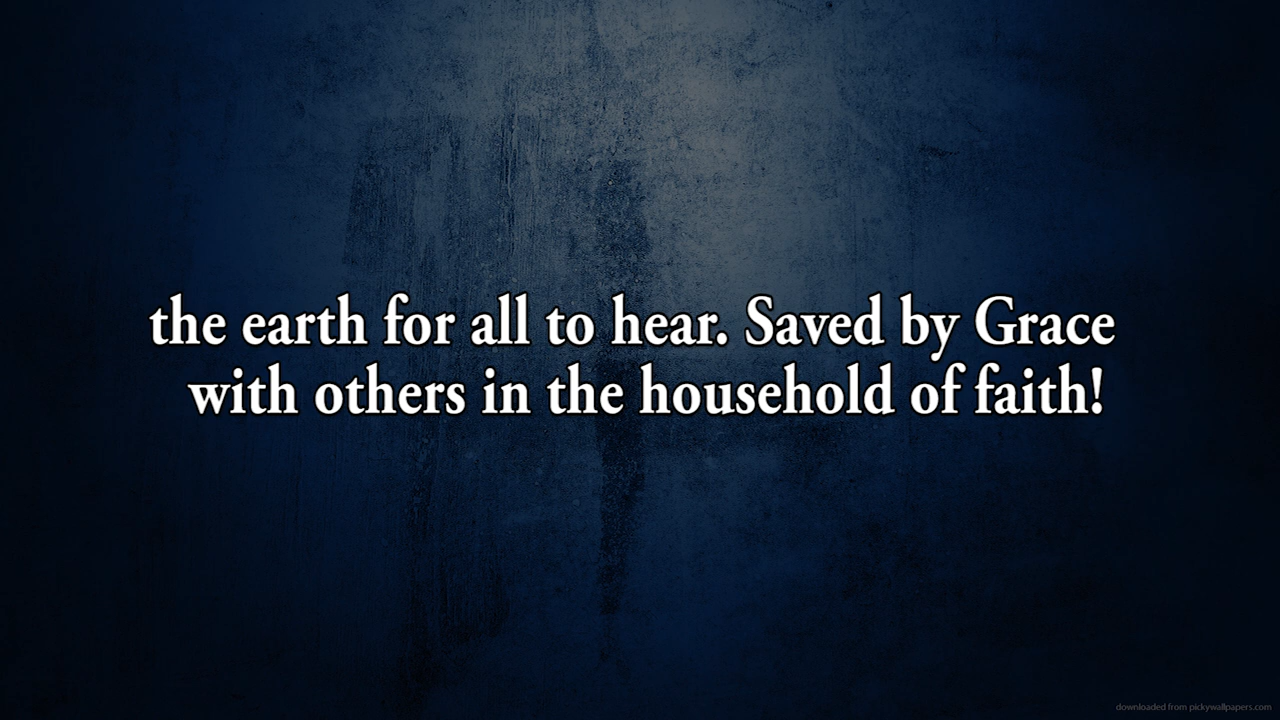 the earth for all to hear. Saved by Grace
with others in the household of faith!
downloaded from pickywallpapers.com